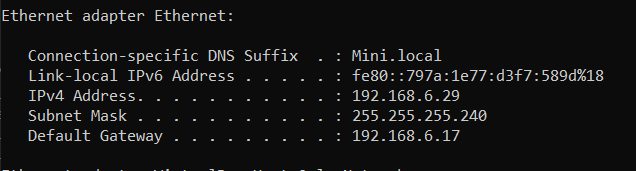 Ethernet adapter Ethernet:
Connection-specific DNS Suffix  . : Mini.local
Link-local IPv6 Address . . . . . : fe80::797a:1e77:d3f7:589d%18
IPv4 Address. . . . . . . . . . . : 192.168.6.29
Subnet Mask . . . . . . . . . . . : 255.255.255.240
Default Gateway . . . . . . . . . : 192.168.6.17